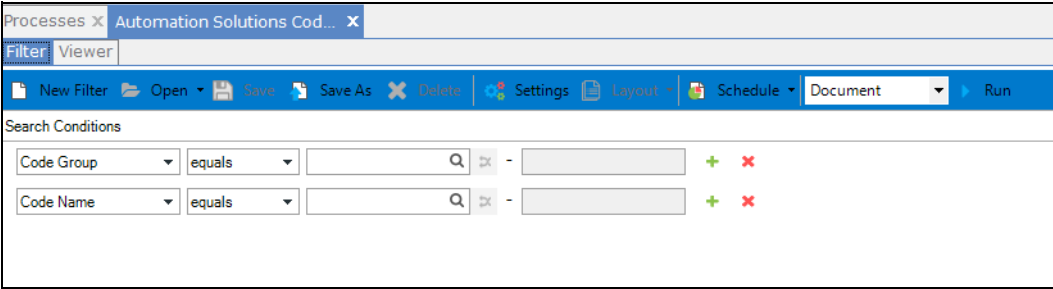 Processes X Automation Solutions Cod... X
Filter Viewer
New Filter Open Save Save As Delete Settings Layout Schedule Document Run
Search Conditions
Code Group equals -
Code Name equals -